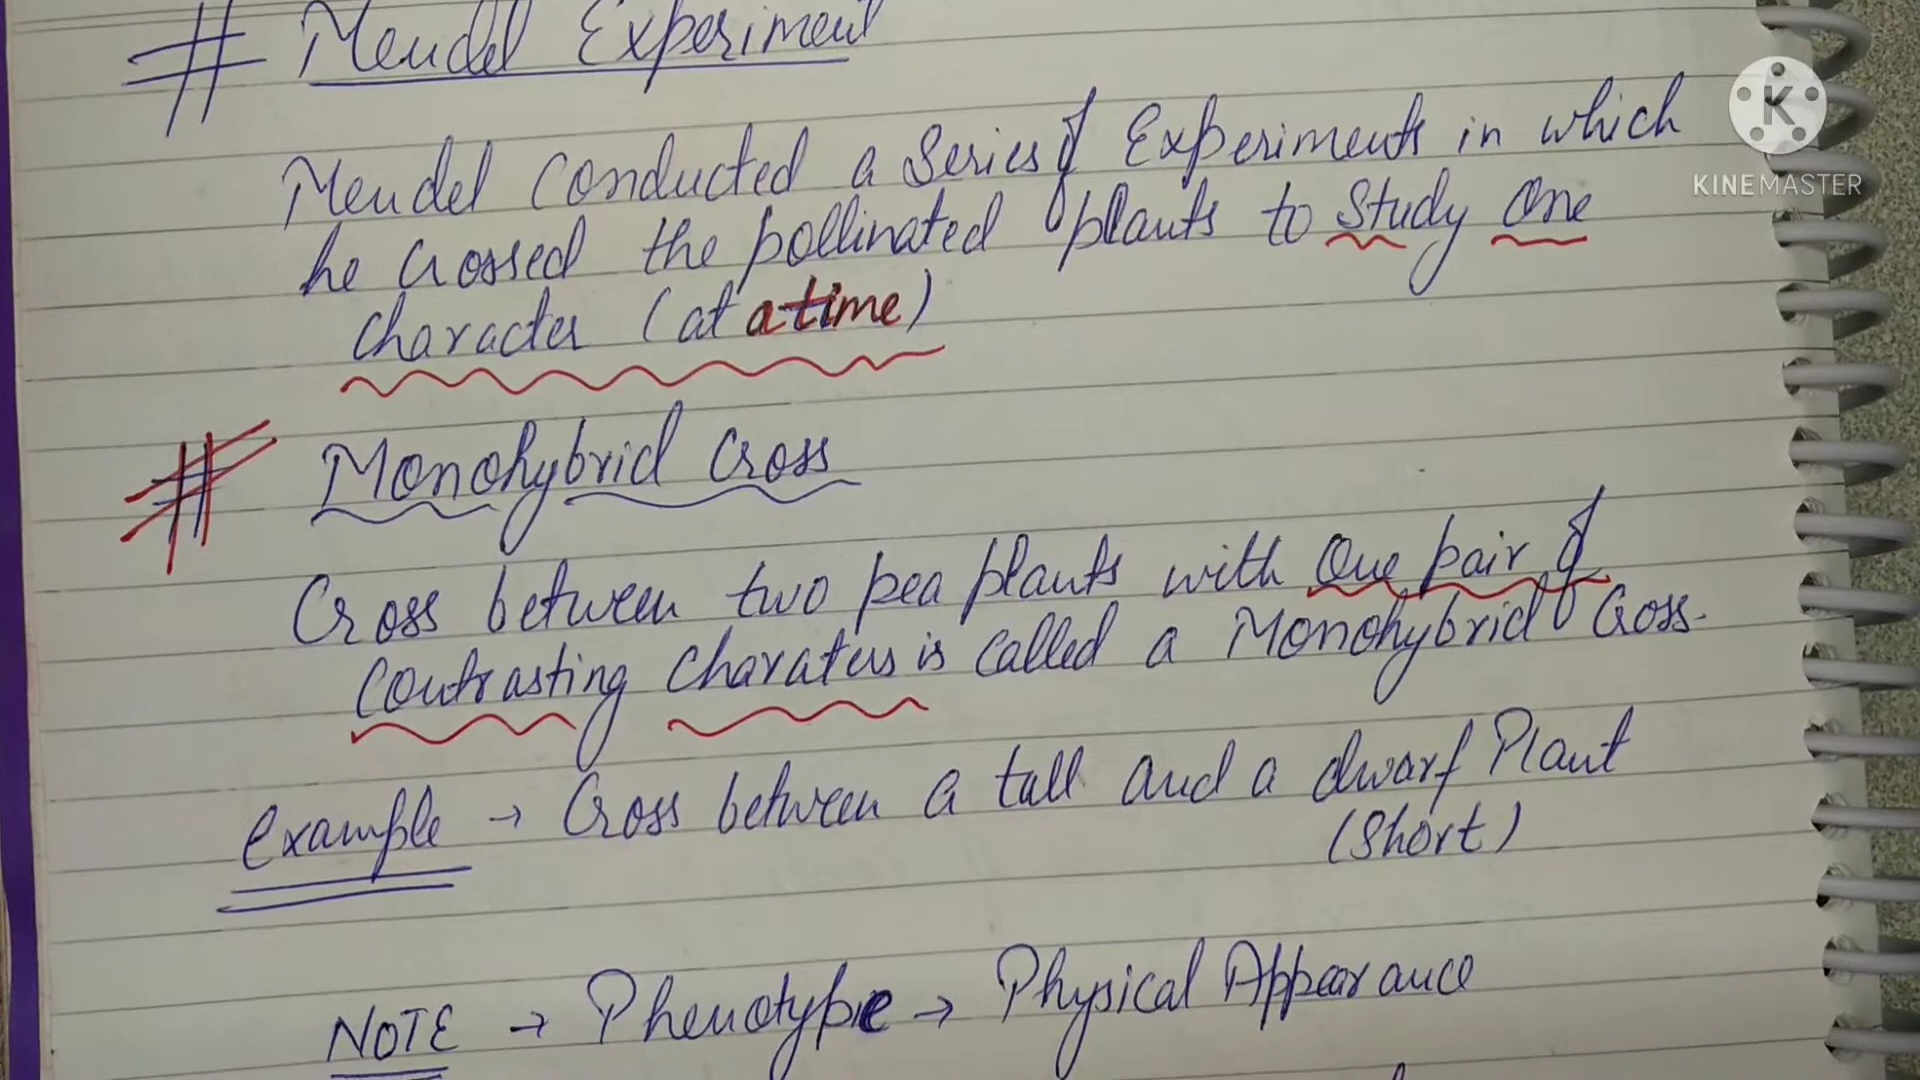 # Mendel Experiment
K
KINEMASTER
Mendel conducted a Series of Experiments in which
he crossed the pollinated plants to study one
character (at a time)
# Monohybrid Cross
Cross between two pea plants with one pair of
contrasting charaters is called a Monohybrid Cross.
Example → Cross between a tall and a dwarf Plant
(Short)
NOTE → Phenotype → Physical Appearance